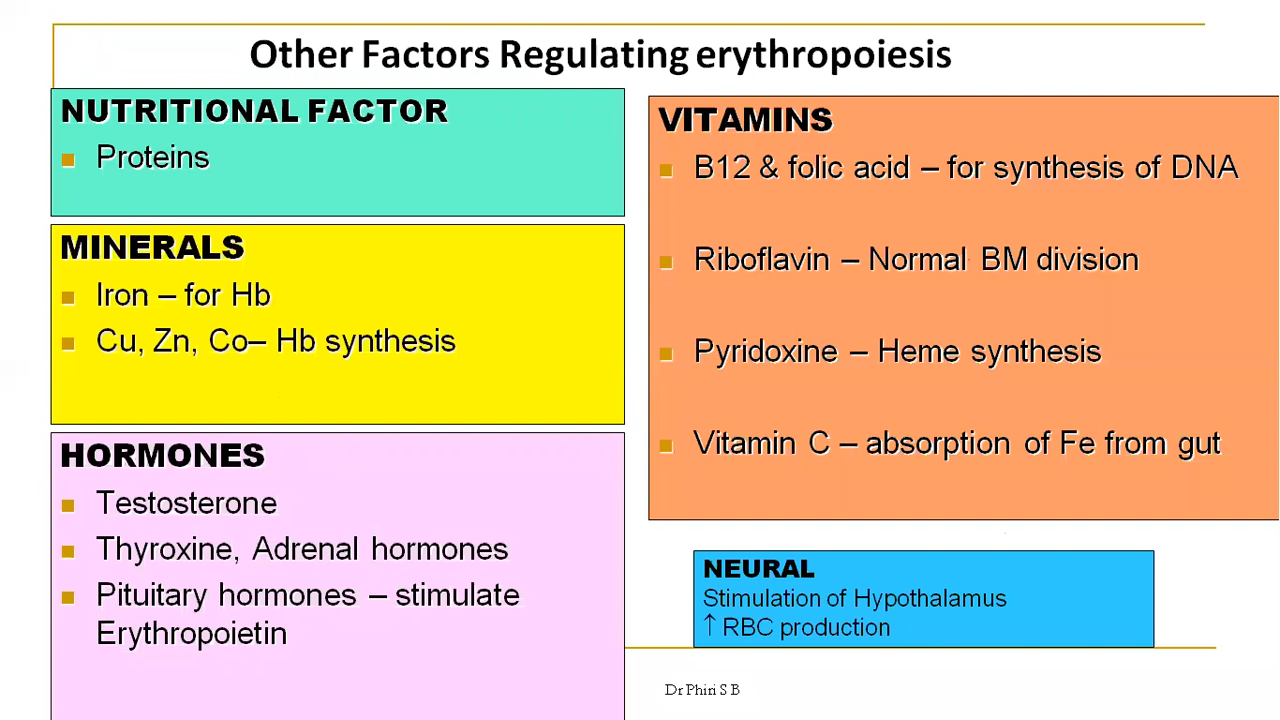 Other Factors Regulating erythropoiesis
NUTRITIONAL FACTOR
Proteins
MINERALS
Iron – for Hb
Cu, Zn, Co– Hb synthesis
HORMONES
Testosterone
Thyroxine, Adrenal hormones
Pituitary hormones – stimulate
Erythropoietin
VITAMINS
B12 & folic acid – for synthesis of DNA
Riboflavin – Normal BM division
Pyridoxine – Heme synthesis
Vitamin C – absorption of Fe from gut
NEURAL
Stimulation of Hypothalamus
↑ RBC production
Dr Phiri S B